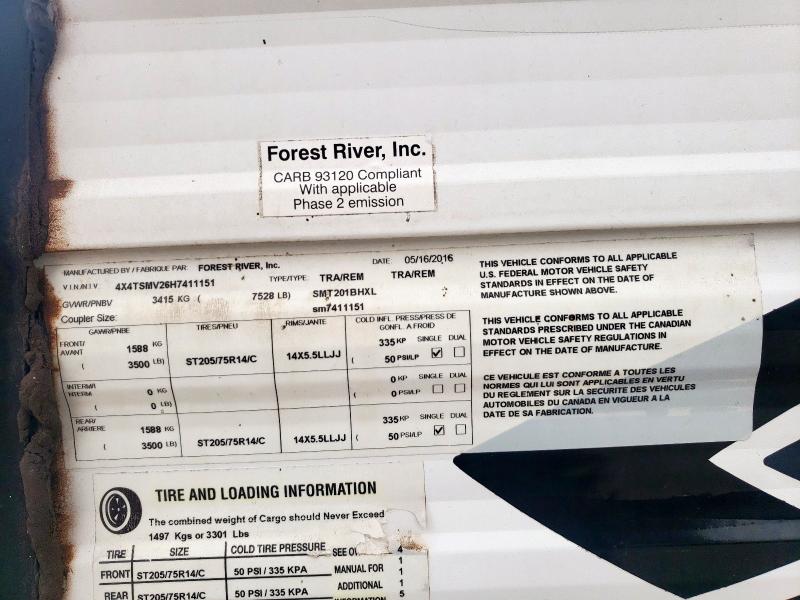 Forest River, Inc.
CARB 93120 Compliant
With applicable
Phase 2 emission
MANUFACTURED BY / FABRIQUE PAR: FOREST RIVER, Inc. DATE: 05/16/2016
V.I.N./N.I.V. 4X4TSMV26H7411151 TYPE/TYPE: TRA/REM TRA/REM
GVWR/PNBV 3415 KG ( 7528 LB) SMT201BHXL
Coupler Size: sm7411151
GAWR/PNBE TIRES/PNEU RIMS/JANTE COLD INFL. PRESS/PRESS DE GONFL. A FROID
FRONT/AVANT 1588 KG ( 3500 LB) ST205/75R14/C 14X5.5LLJJ 335 KP ( 50 PSI/LP SINGLE DUAL
INTERM/ 0 KG ( 0 LB) 0 KP ( 0 PSI/LP SINGLE DUAL
REAR/ARRIERE 1588 KG ( 3500 LB) ST205/75R14/C 14X5.5LLJJ 335 KP ( 50 PSI/LP SINGLE DUAL
THIS VEHICLE CONFORMS TO ALL APPLICABLE
U.S. FEDERAL MOTOR VEHICLE SAFETY
STANDARDS IN EFFECT ON THE DATE OF
MANUFACTURE SHOWN ABOVE.
THIS VEHICLE CONFORMS TO ALL APPLICABLE
STANDARDS PRESCRIBED UNDER THE CANADIAN
MOTOR VEHICLE SAFETY REGULATIONS IN
EFFECT ON THE DATE OF MANUFACTURE.
CE VEHICULE EST CONFORME A TOUTES LES
NORMES QUI LUI SONT APPLICABLES EN VERTU
DU REGLEMENT SUR LA SECURITE DES VEHICULES
AUTOMOBILES DU CANADA EN VIGUEUR A LA
DATE DE SA FABRICATION.
TIRE AND LOADING INFORMATION
The combined weight of Cargo should Never Exceed
1497 Kgs or 3301 Lbs
TIRE SIZE COLD TIRE PRESSURE SEE 4
FRONT ST205/75R14/C 50 PSI / 335 KPA MANUAL FOR 1
ADDITIONAL 1
REAR ST205/75R14/C 50 PSI / 335 KPA INFORMATION 5